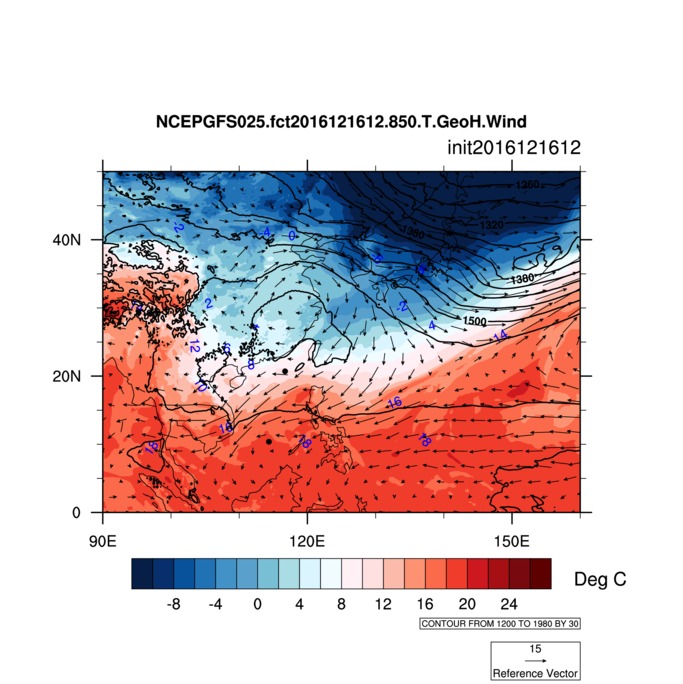 NCEPGFS025.fct2016121612.850.T.GeoH.Wind
init2016121612
1260
1320
40N
1380
1500
20N
0
90E 120E 150E
-8 -4 0 4 8 12 16 20 24 Deg C
CONTOUR FROM 1200 TO 1980 BY 30
15
Reference Vector